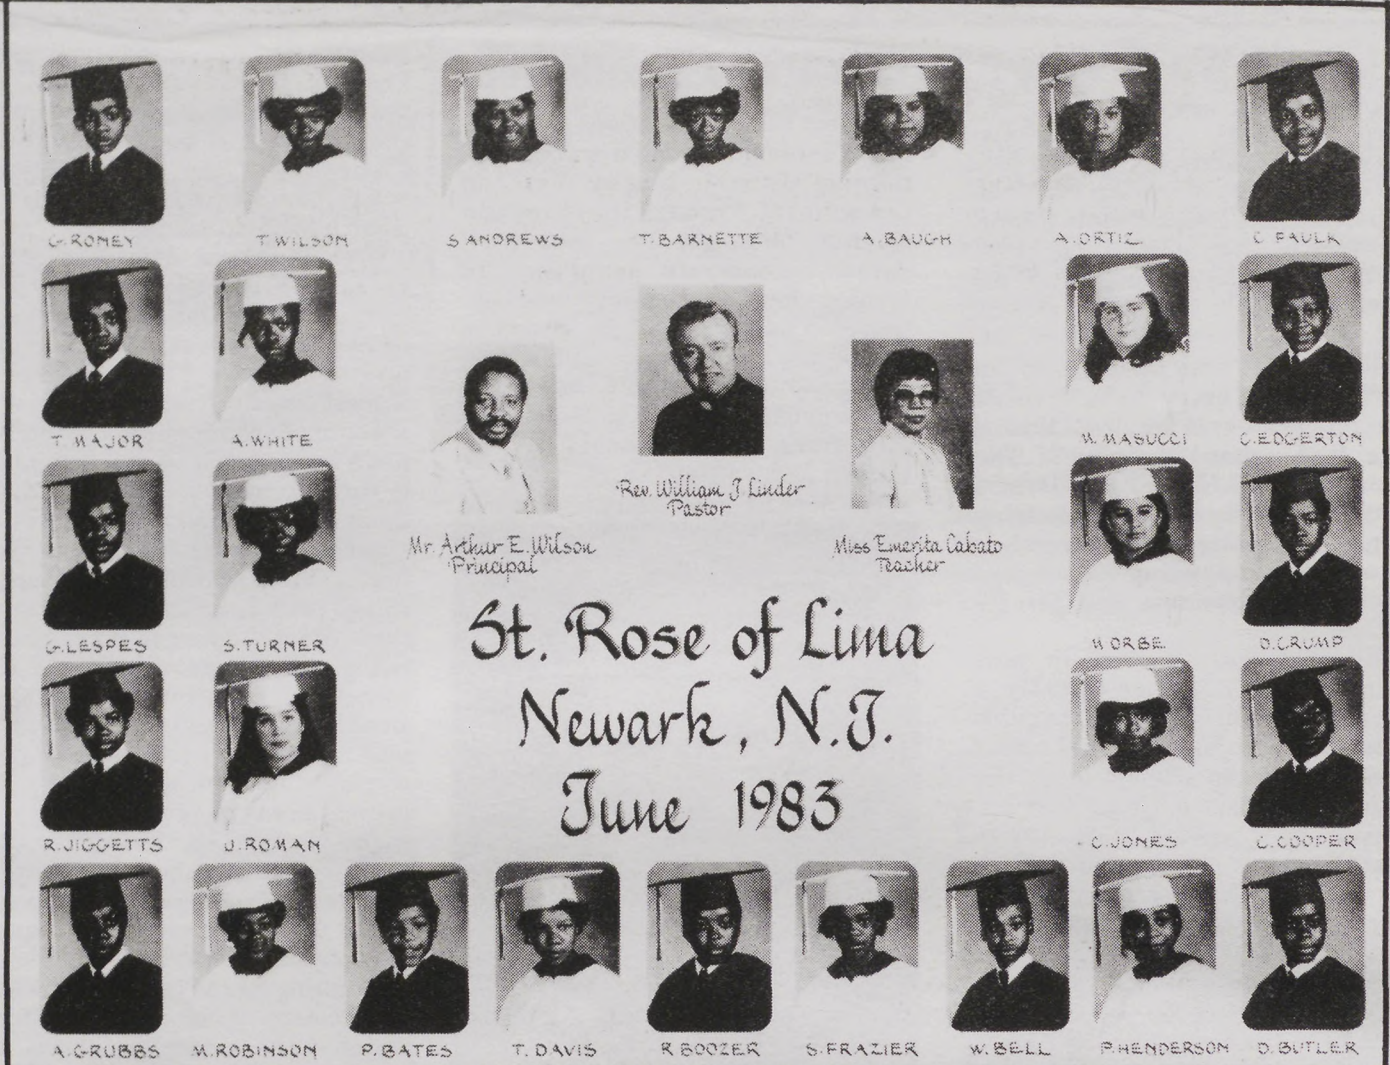 G. ROMEY
T. WILSON
S. ANDREWS
T. BARNETTE
A. BAUGH
A. ORTIZ
C. FAULK
T. MAJOR
A. WHITE
M. MASUCCI
C. EDGERTON
Rev. William J. Linder
Pastor
Mr. Arthur E. Wilson
Principal
Miss Emerita Cabato
Teacher
G. LESPES
S. TURNER
M. ORBE
D. CRUMP
St. Rose of Lima
Newark, N.J.
June 1983
R. JIGGETTS
J. ROMAN
C. JONES
C. COOPER
A. GRUBBS
M. ROBINSON
P. BATES
T. DAVIS
R. BOOZER
S. FRAZIER
W. BELL
P. HENDERSON
D. BUTLER